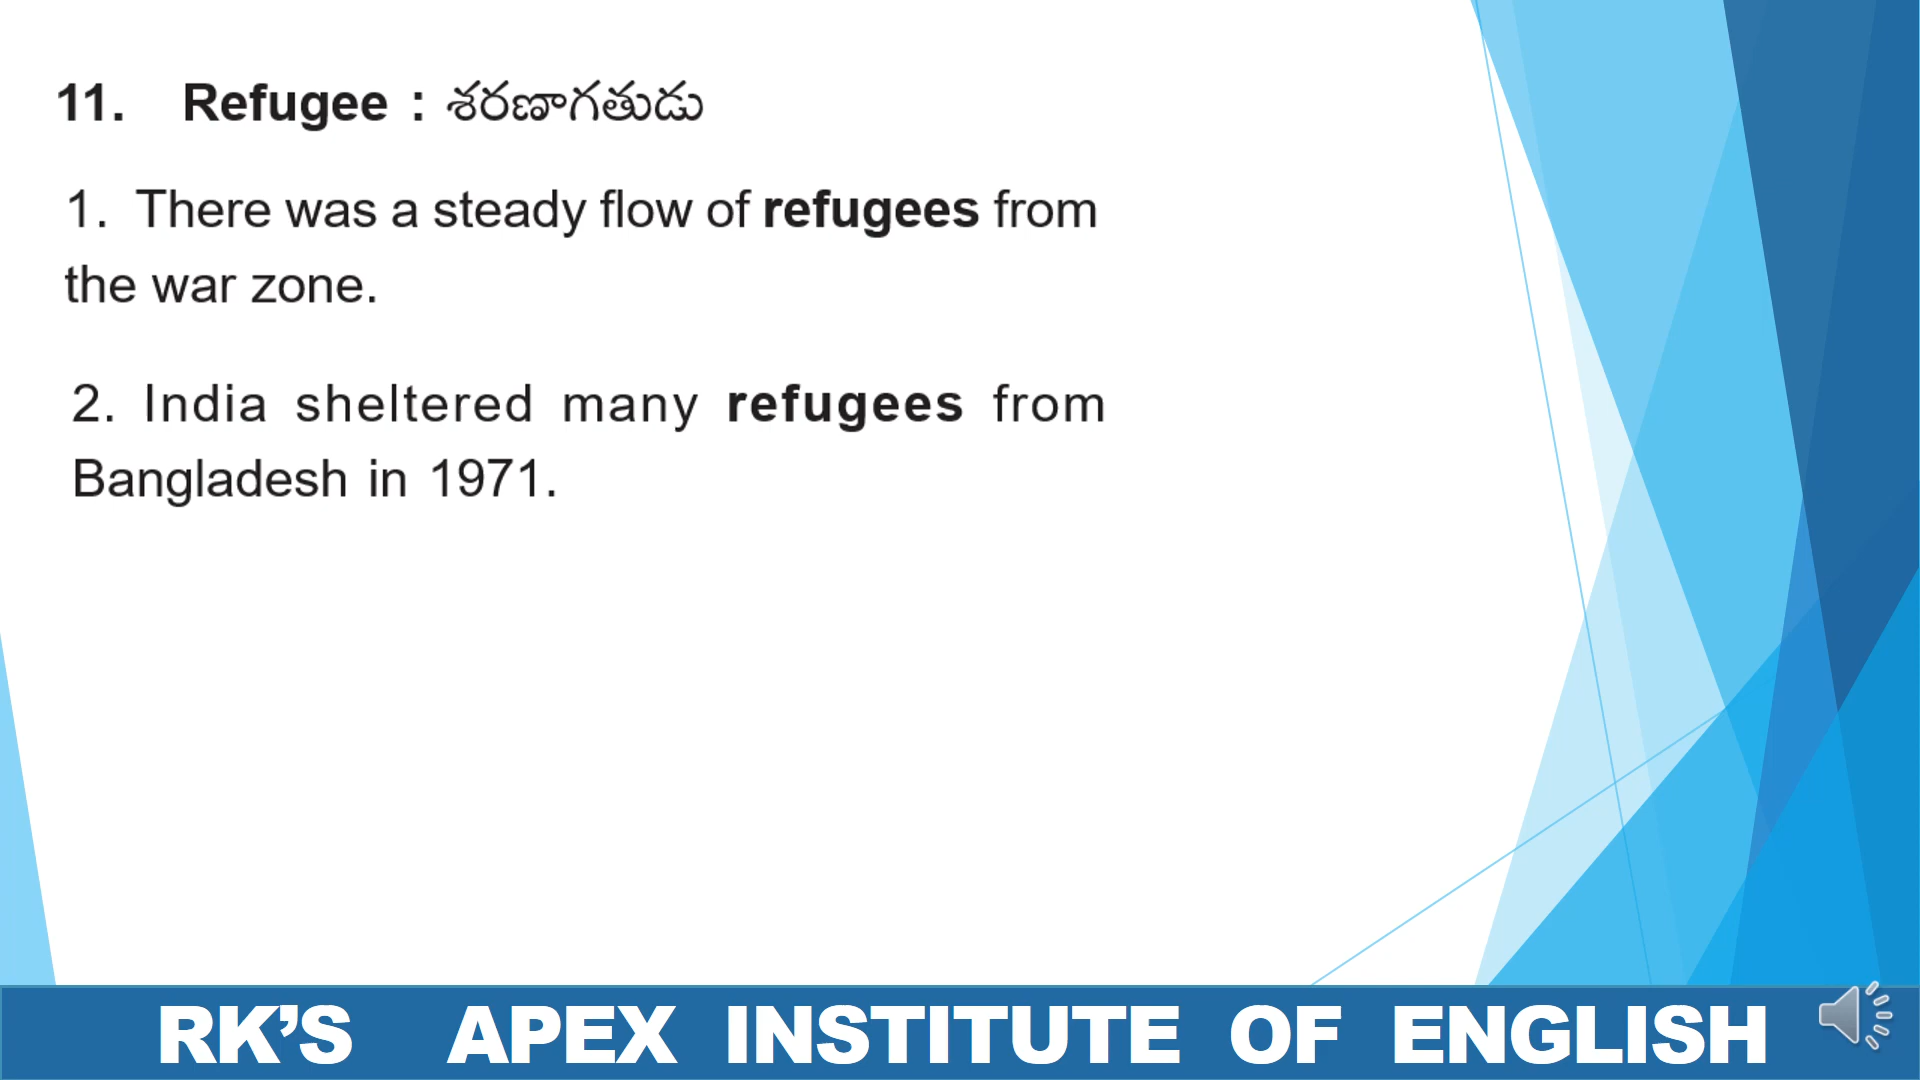 11. Refugee : శరణాగతుడు
1. There was a steady flow of refugees from
the war zone.
2. India sheltered many refugees from
Bangladesh in 1971.
RK’S APEX INSTITUTE OF ENGLISH